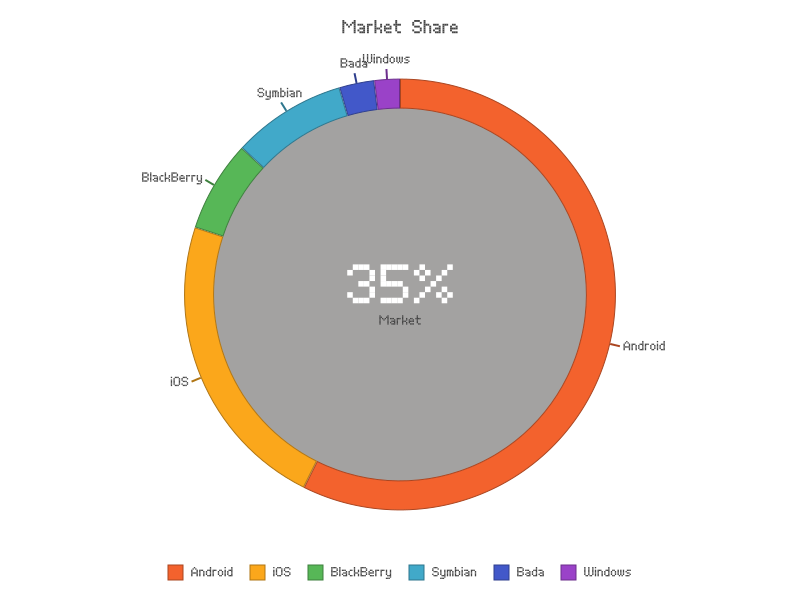 Market Share
Bada
Windows
Symbian
BlackBerry
35%
Market
Android
iOS
Android
iOS
BlackBerry
Symbian
Bada
Windows